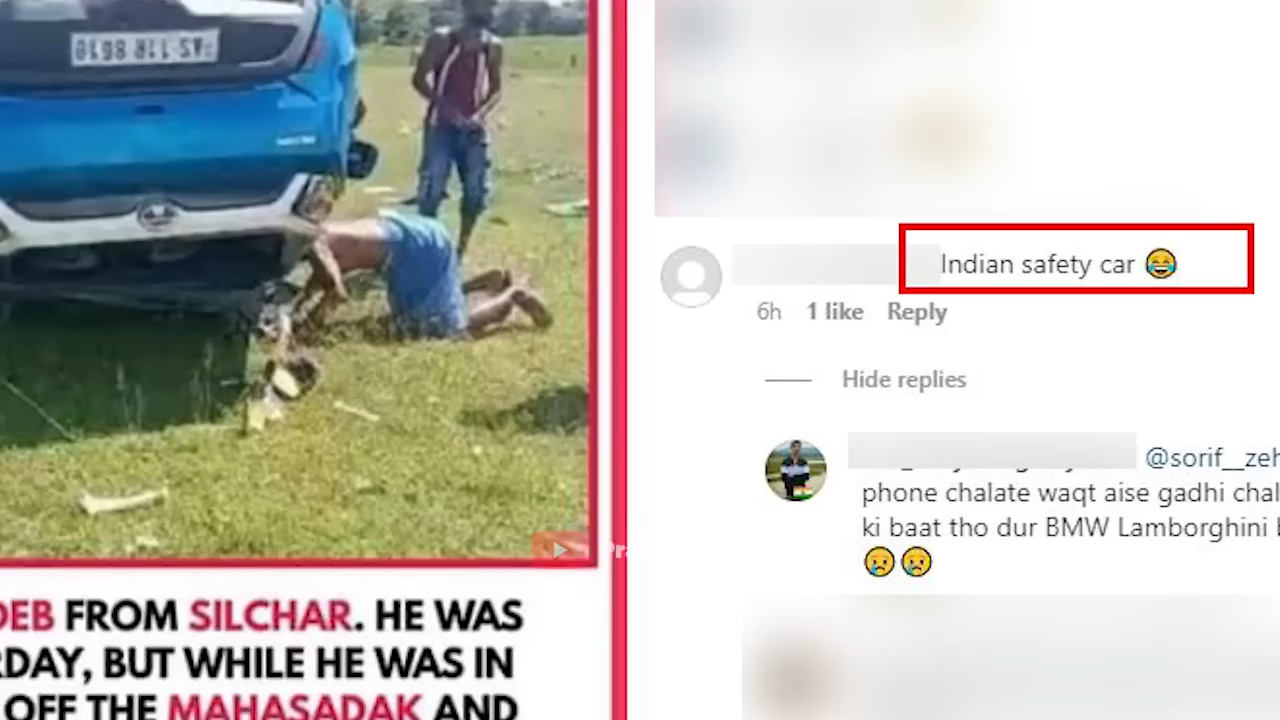 DEB FROM SILCHAR. HE WAS
RDAY, BUT WHILE HE WAS IN
OFF THE MAHASADAK AND
Indian safety car 😂
6h 1 like Reply
Hide replies
@sorif__zeh
phone chalate waqt aise gadhi chal
ki baat tho dur BMW Lamborghini
😢😢